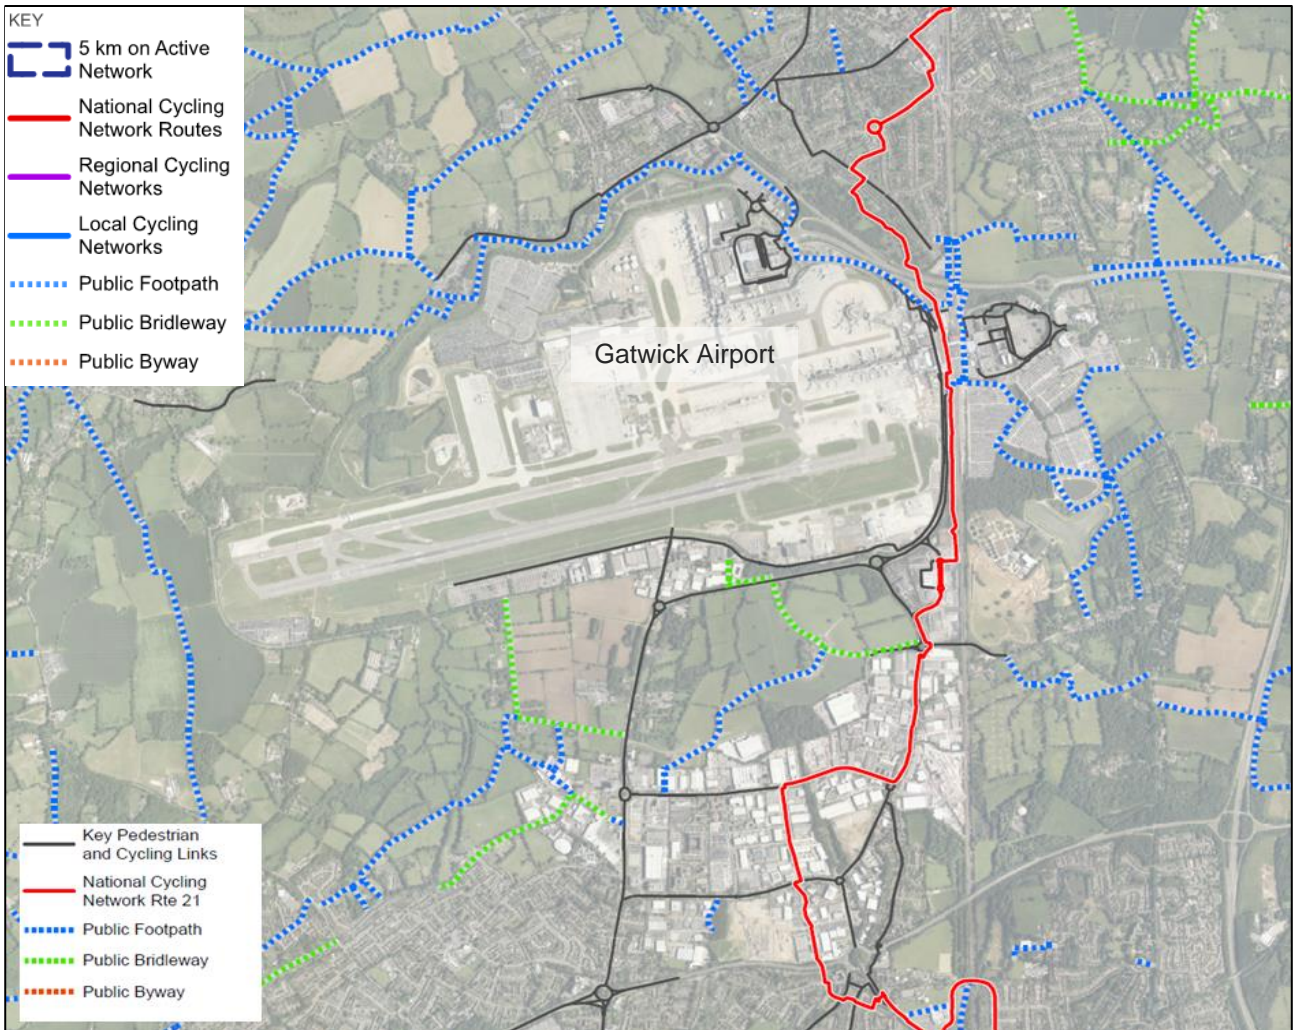 KEY
5 km on Active
Network
National Cycling
Network Routes
Regional Cycling
Networks
Local Cycling
Networks
Public Footpath
Public Bridleway
Public Byway
Gatwick Airport
Key Pedestrian
and Cycling Links
National Cycling
Network Rte 21
Public Footpath
Public Bridleway
Public Byway